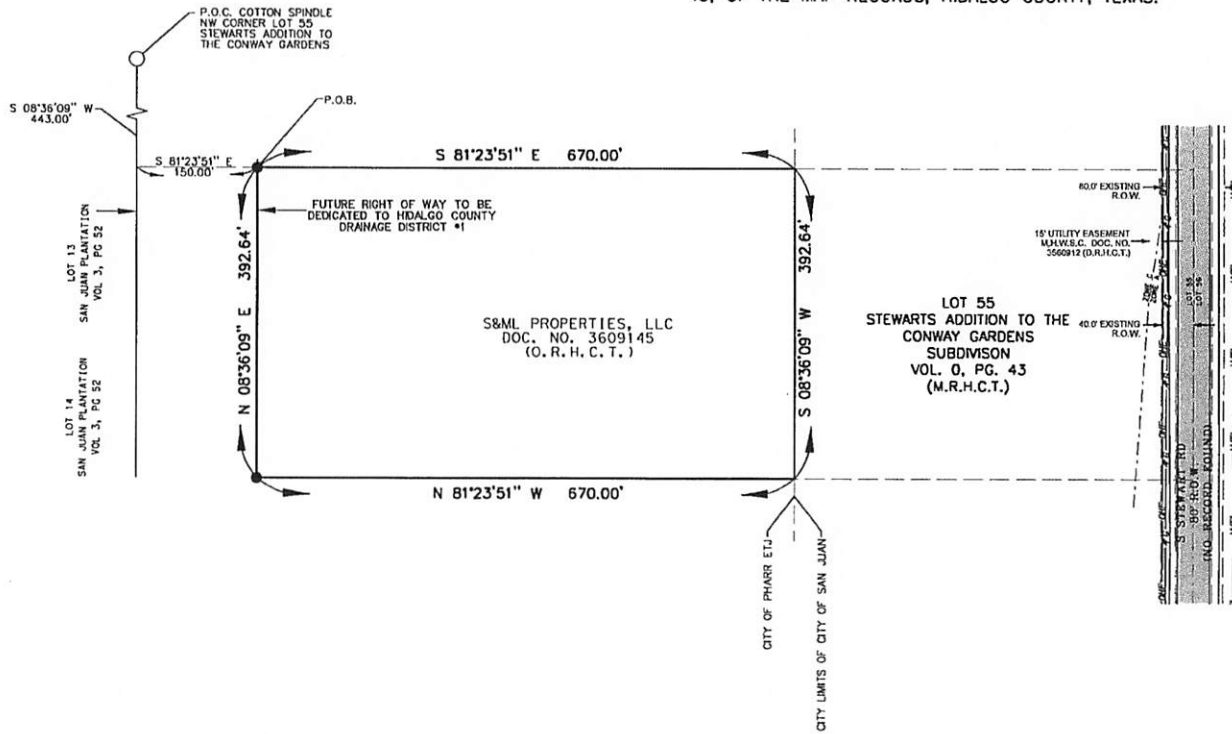 OF THE MAP RECORDS, HIDALGO COUNTY, TEXAS.
P.O.C. COTTON SPINDLE
NW CORNER LOT 55
STEWARTS ADDITION TO
THE CONWAY GARDENS
S 08°36'09" W
443.00'
P.O.B.
S 81°23'51" E
150.00'
S 81°23'51" E 670.00'
FUTURE RIGHT OF WAY TO BE
DEDICATED TO HIDALGO COUNTY
DRAINAGE DISTRICT #1
LOT 13
SAN JUAN PLANTATION
VOL 3, PG 52
LOT 14
SAN JUAN PLANTATION
VOL 3, PG 52
N 08°36'09" E 392.64'
S&ML PROPERTIES, LLC
DOC. NO. 3609145
(O.R.H.C.T.)
S 08°36'09" W 392.64'
N 81°23'51" W 670.00'
CITY OF PHARR ETJ
CITY LIMITS OF CITY OF SAN JUAN
LOT 55
STEWARTS ADDITION TO THE
CONWAY GARDENS
SUBDIVISON
VOL. 0, PG. 43
(M.R.H.C.T.)
80.0' EXISTING
R.O.W.
15' UTILITY EASEMENT
M.H.W.S.C. DOC. NO.
3560912 (D.R.H.C.T.)
40.0' EXISTING
R.O.W.
LOT 55
LOT 56
S STEWART RD
80' R.O.W.
(NO RECORD FOUND)